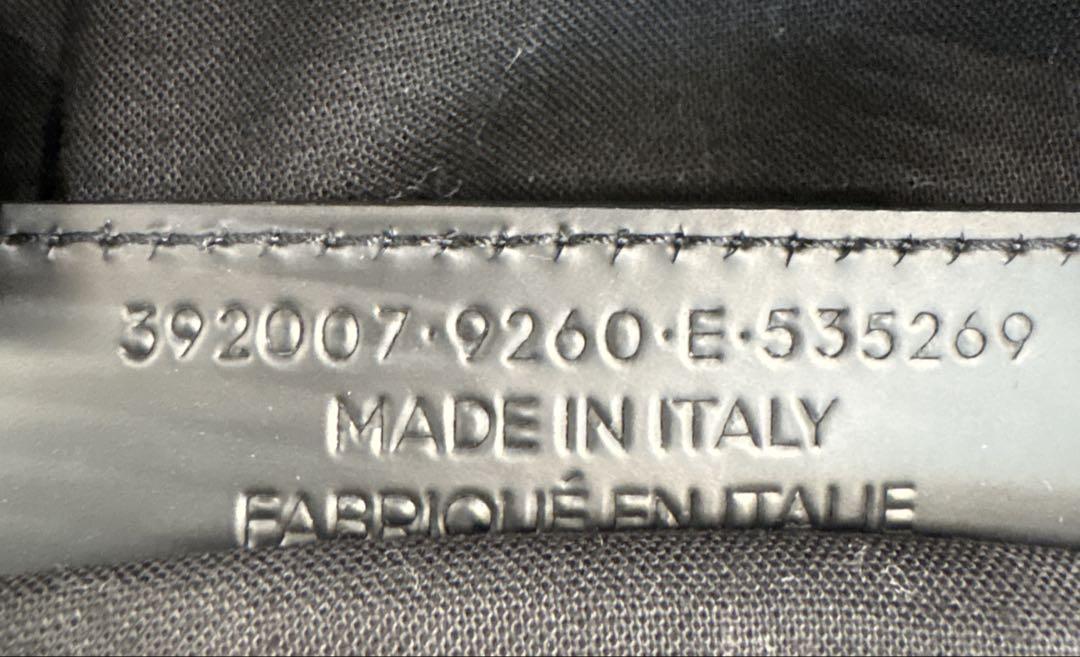 392007·9260·E·535269
MADE IN ITALY
FABRIQUÉ EN ITALIE